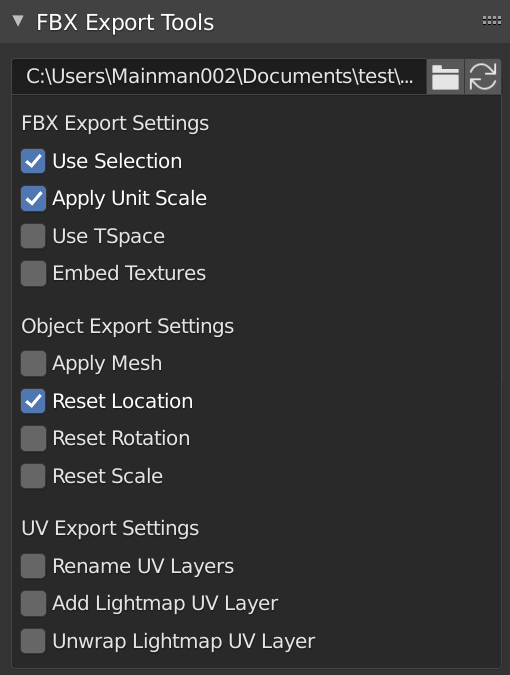 FBX Export Tools
C:\Users\Mainman002\Documents\test\...
FBX Export Settings
Use Selection
Apply Unit Scale
Use TSpace
Embed Textures
Object Export Settings
Apply Mesh
Reset Location
Reset Rotation
Reset Scale
UV Export Settings
Rename UV Layers
Add Lightmap UV Layer
Unwrap Lightmap UV Layer